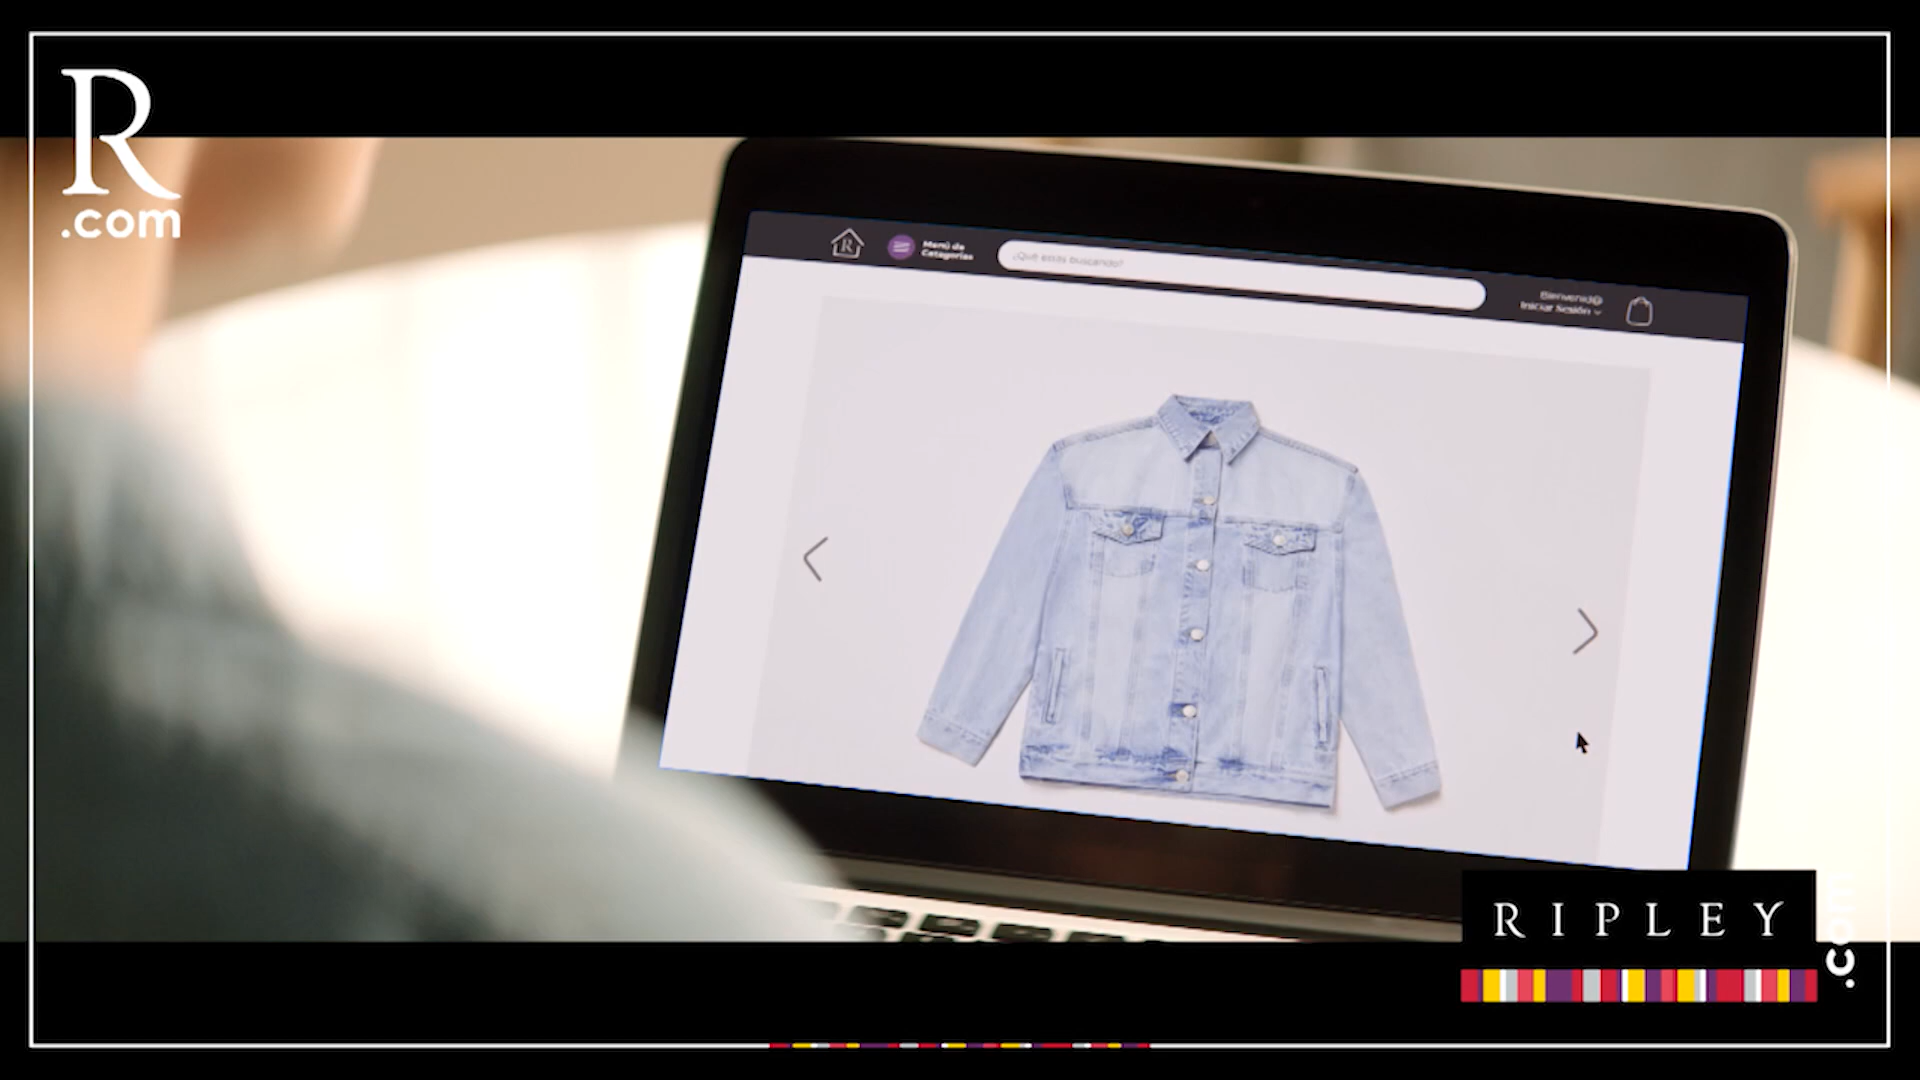 R
.com
R
Menú de
Categorías
¿Qué estás buscando?
Bienvenid@
Iniciar Sesión
RIPLEY
.com